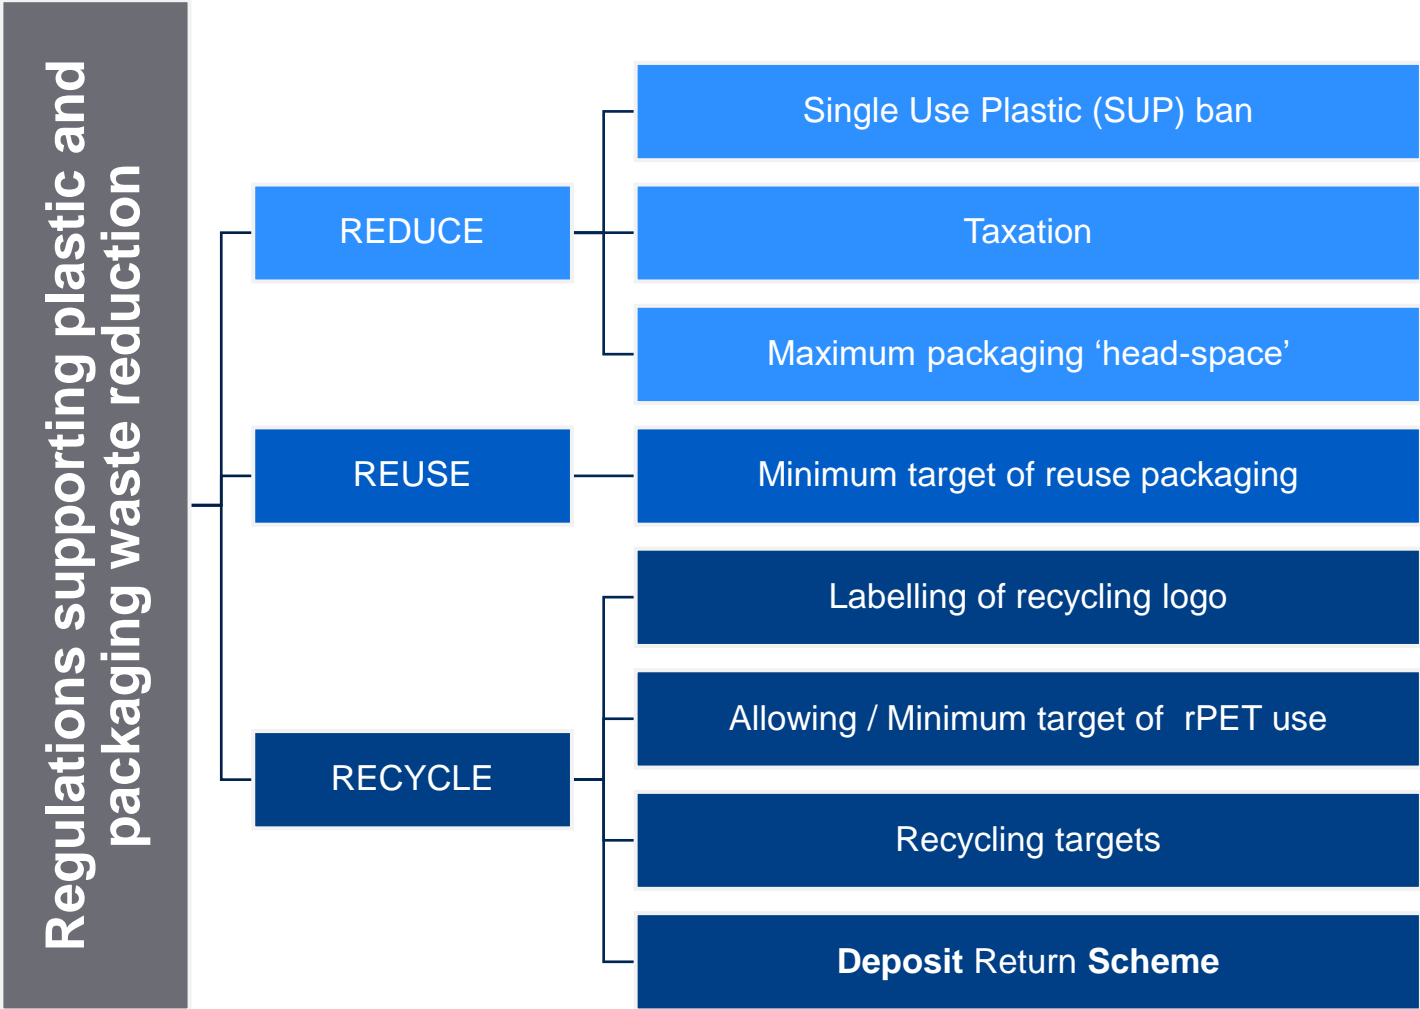 Regulations supporting plastic and
packaging waste reduction
REDUCE
Single Use Plastic (SUP) ban
Taxation
Maximum packaging ‘head-space’
REUSE
Minimum target of reuse packaging
RECYCLE
Labelling of recycling logo
Allowing / Minimum target of  rPET use
Recycling targets
Deposit Return Scheme